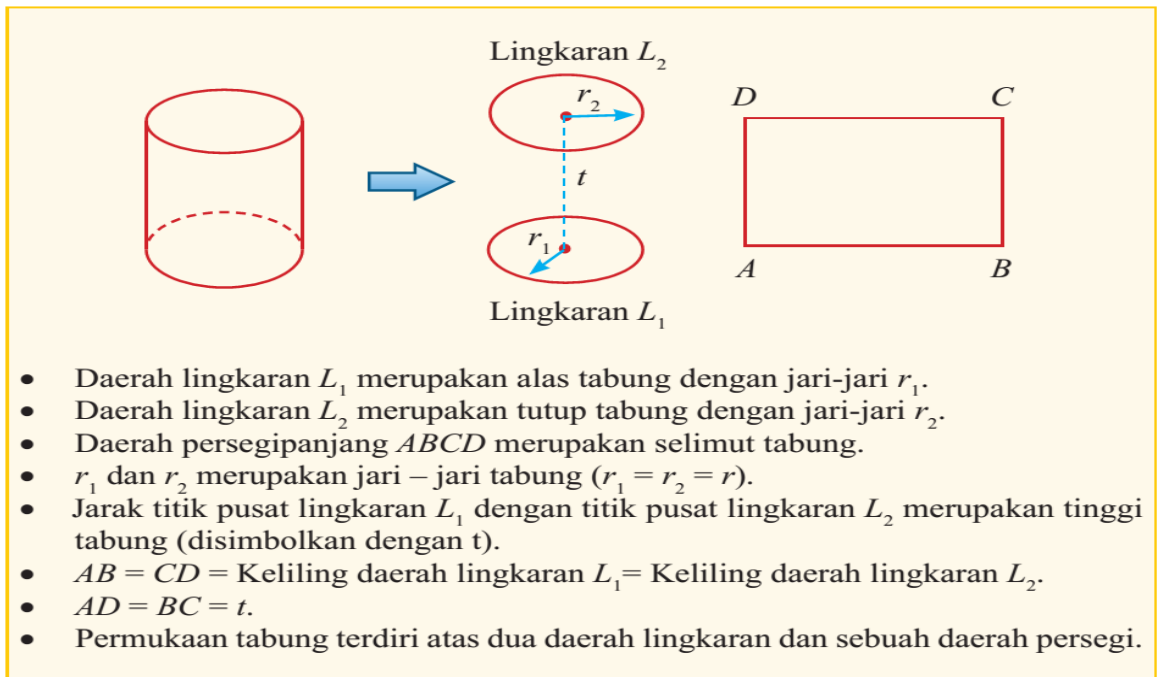 Lingkaran L₂
r₂
t
r₁
Lingkaran L₁
D C
A B
• Daerah lingkaran L₁ merupakan alas tabung dengan jari-jari r₁.
• Daerah lingkaran L₂ merupakan tutup tabung dengan jari-jari r₂.
• Daerah persegipanjang ABCD merupakan selimut tabung.
• r₁ dan r₂ merupakan jari – jari tabung (r₁ = r₂ = r).
• Jarak titik pusat lingkaran L₁ dengan titik pusat lingkaran L₂ merupakan tinggi
tabung (disimbolkan dengan t).
• AB = CD = Keliling daerah lingkaran L₁= Keliling daerah lingkaran L₂.
• AD = BC = t.
• Permukaan tabung terdiri atas dua daerah lingkaran dan sebuah daerah persegi.